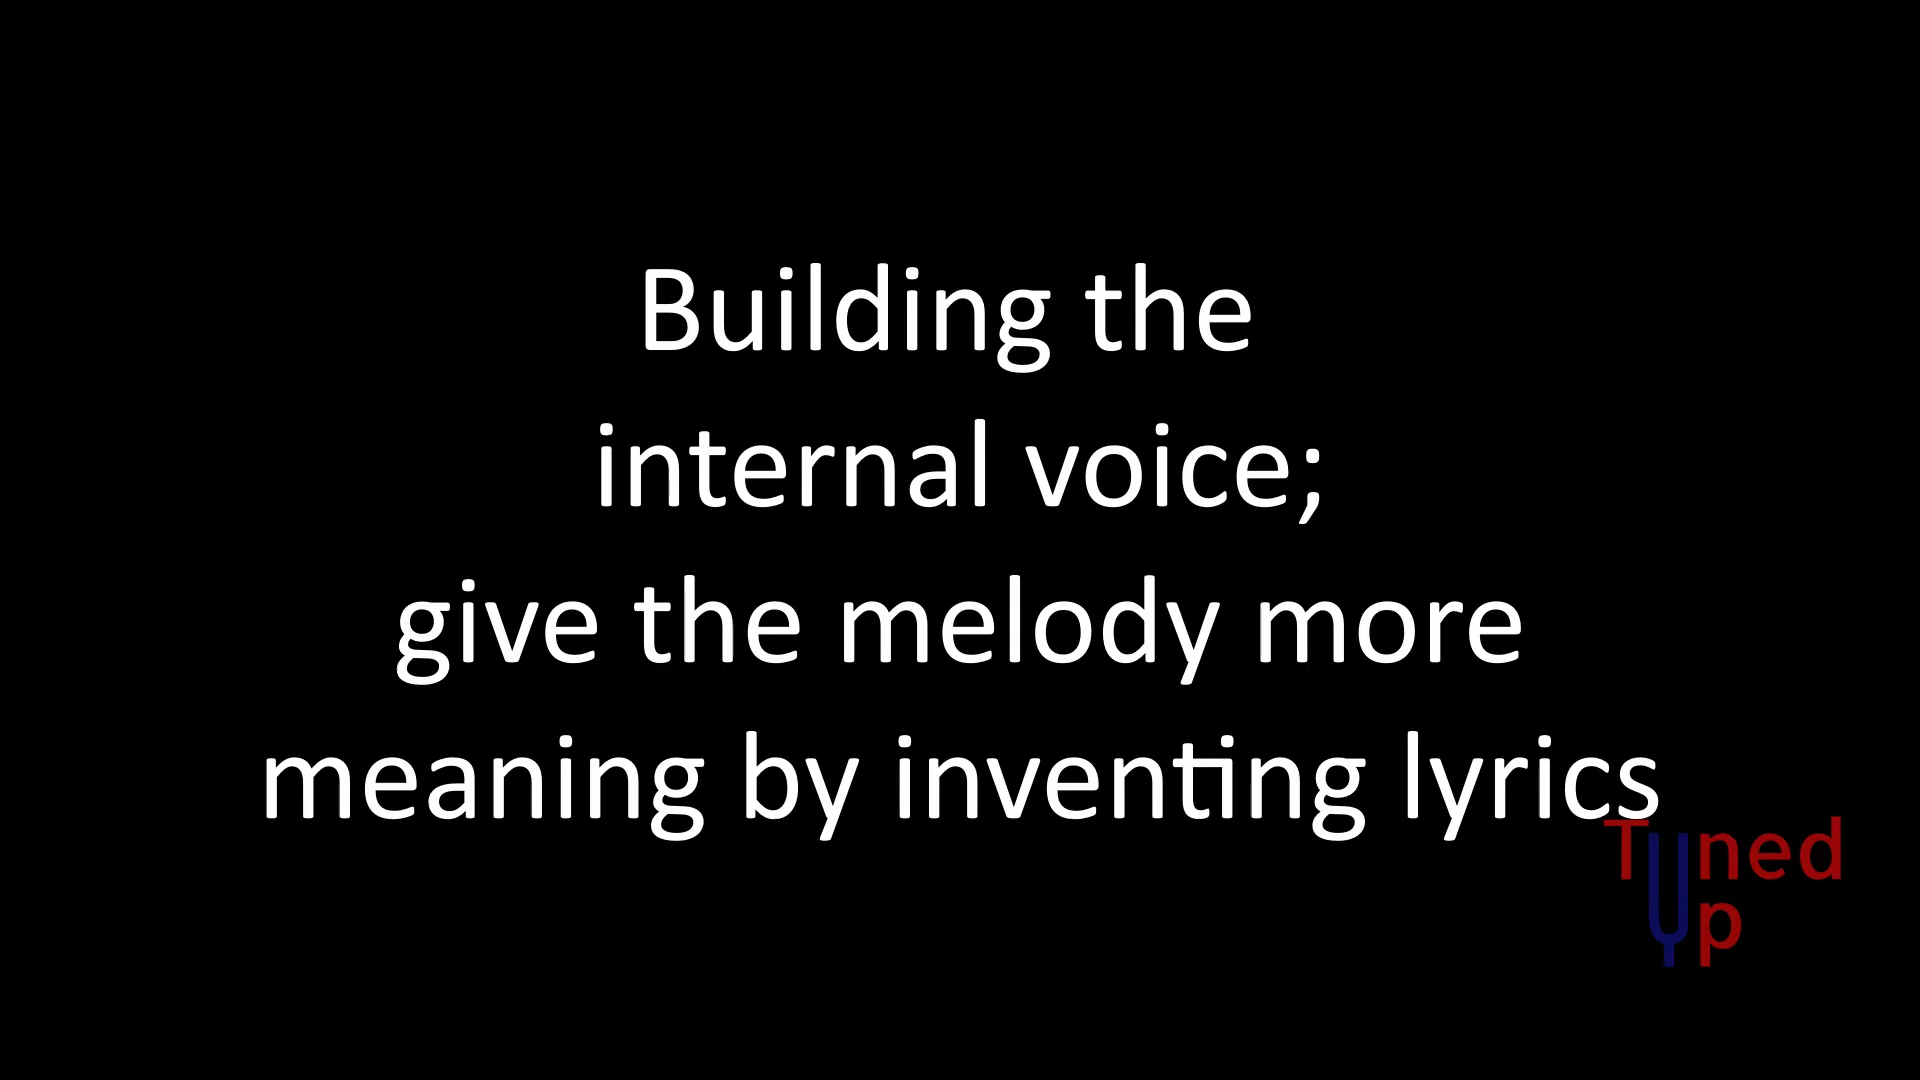 Building the
internal voice;
give the melody more
meaning by inventing lyrics
Tuned
Up